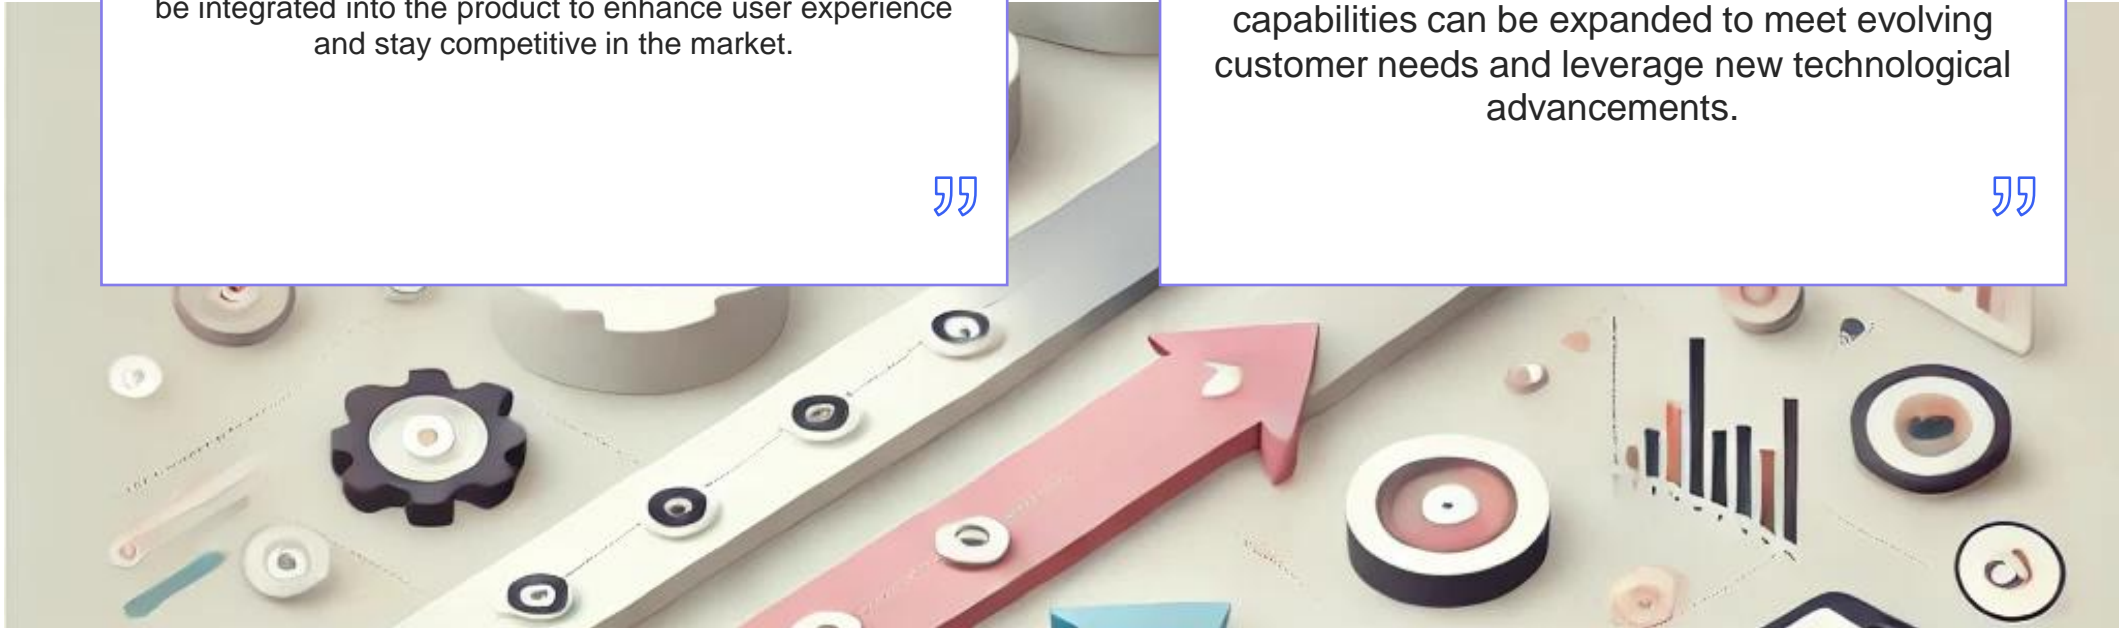 be integrated into the product to enhance user experience
and stay competitive in the market.
capabilities can be expanded to meet evolving
customer needs and leverage new technological
advancements.